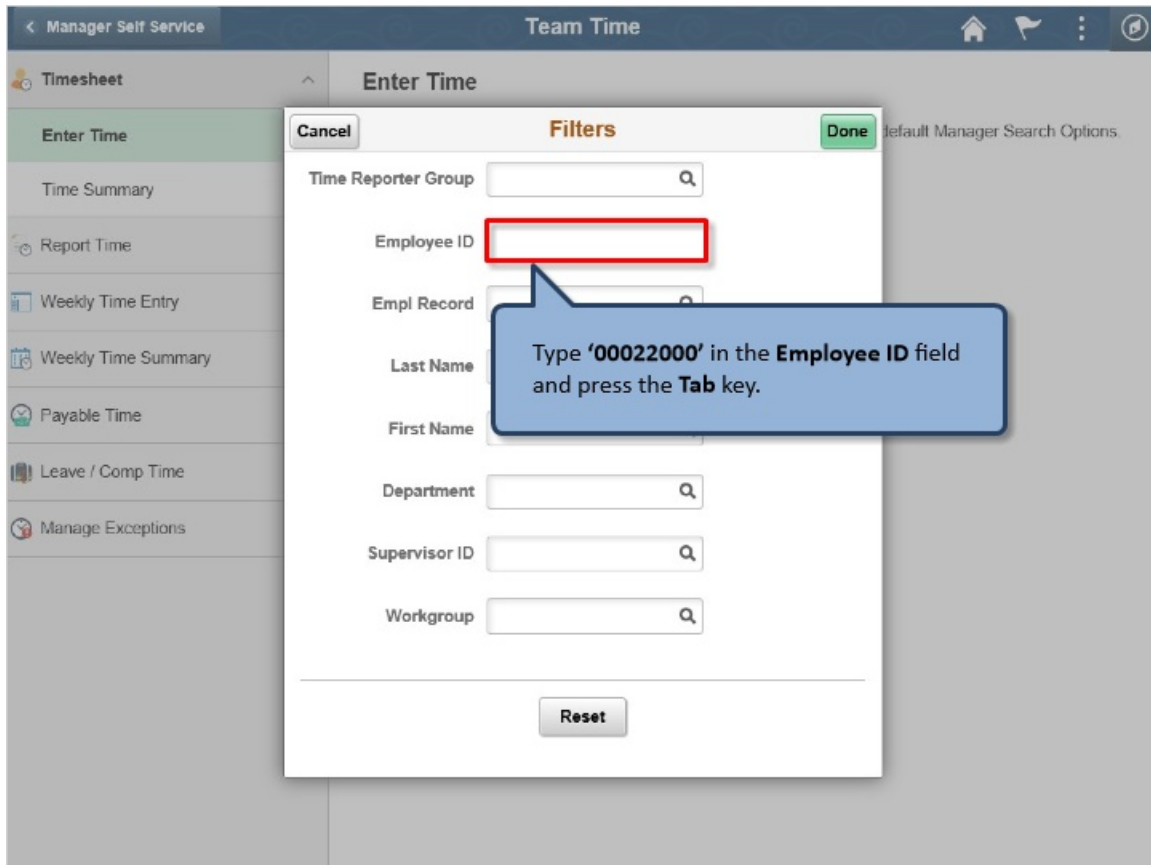 Manager Self Service
Team Time
Timesheet
Enter Time
Time Summary
Report Time
Weekly Time Entry
Weekly Time Summary
Payable Time
Leave / Comp Time
Manage Exceptions
Enter Time
default Manager Search Options.
Cancel
Filters
Done
Time Reporter Group
Employee ID
Empl Record
Last Name
First Name
Department
Supervisor ID
Workgroup
Reset
Type ‘00022000’ in the Employee ID field
and press the Tab key.